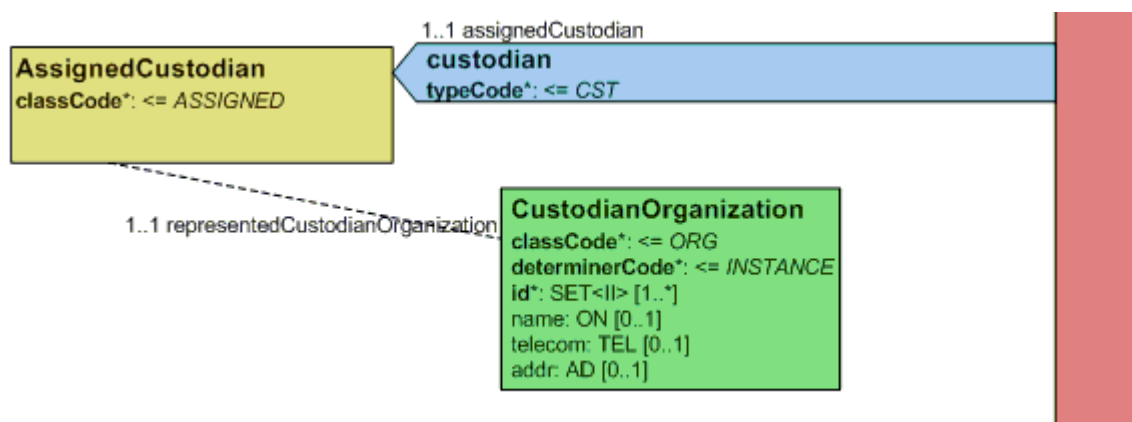 1..1 assignedCustodian
AssignedCustodian
classCode*: <= ASSIGNED
custodian
typeCode*: <= CST
1..1 representedCustodianOrganization
CustodianOrganization
classCode*: <= ORG
determinerCode*: <= INSTANCE
id*: SET<II> [1..*]
name: ON [0..1]
telecom: TEL [0..1]
addr: AD [0..1]